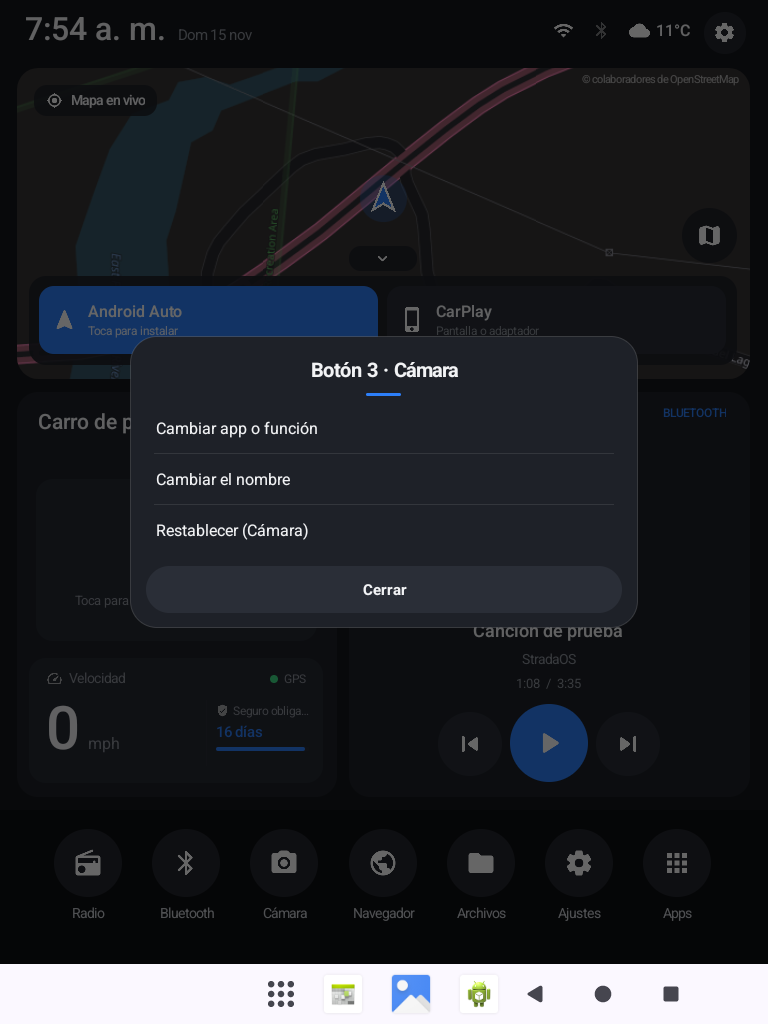 7:54 a. m. Dom 15 nov
11°C
© colaboradores de OpenStreetMap
Mapa en vivo
Android Auto
Toca para instalar
CarPlay
Pantalla o adaptador
Botón 3 · Cámara
Cambiar app o función
Cambiar el nombre
Restablecer (Cámara)
Cerrar
Carro de p
BLUETOOTH
Toca para
Canción de prueba
StradaOS
1:08 / 3:35
Velocidad
GPS
0 mph
Seguro obliga...
16 días
Radio
Bluetooth
Cámara
Navegador
Archivos
Ajustes
Apps